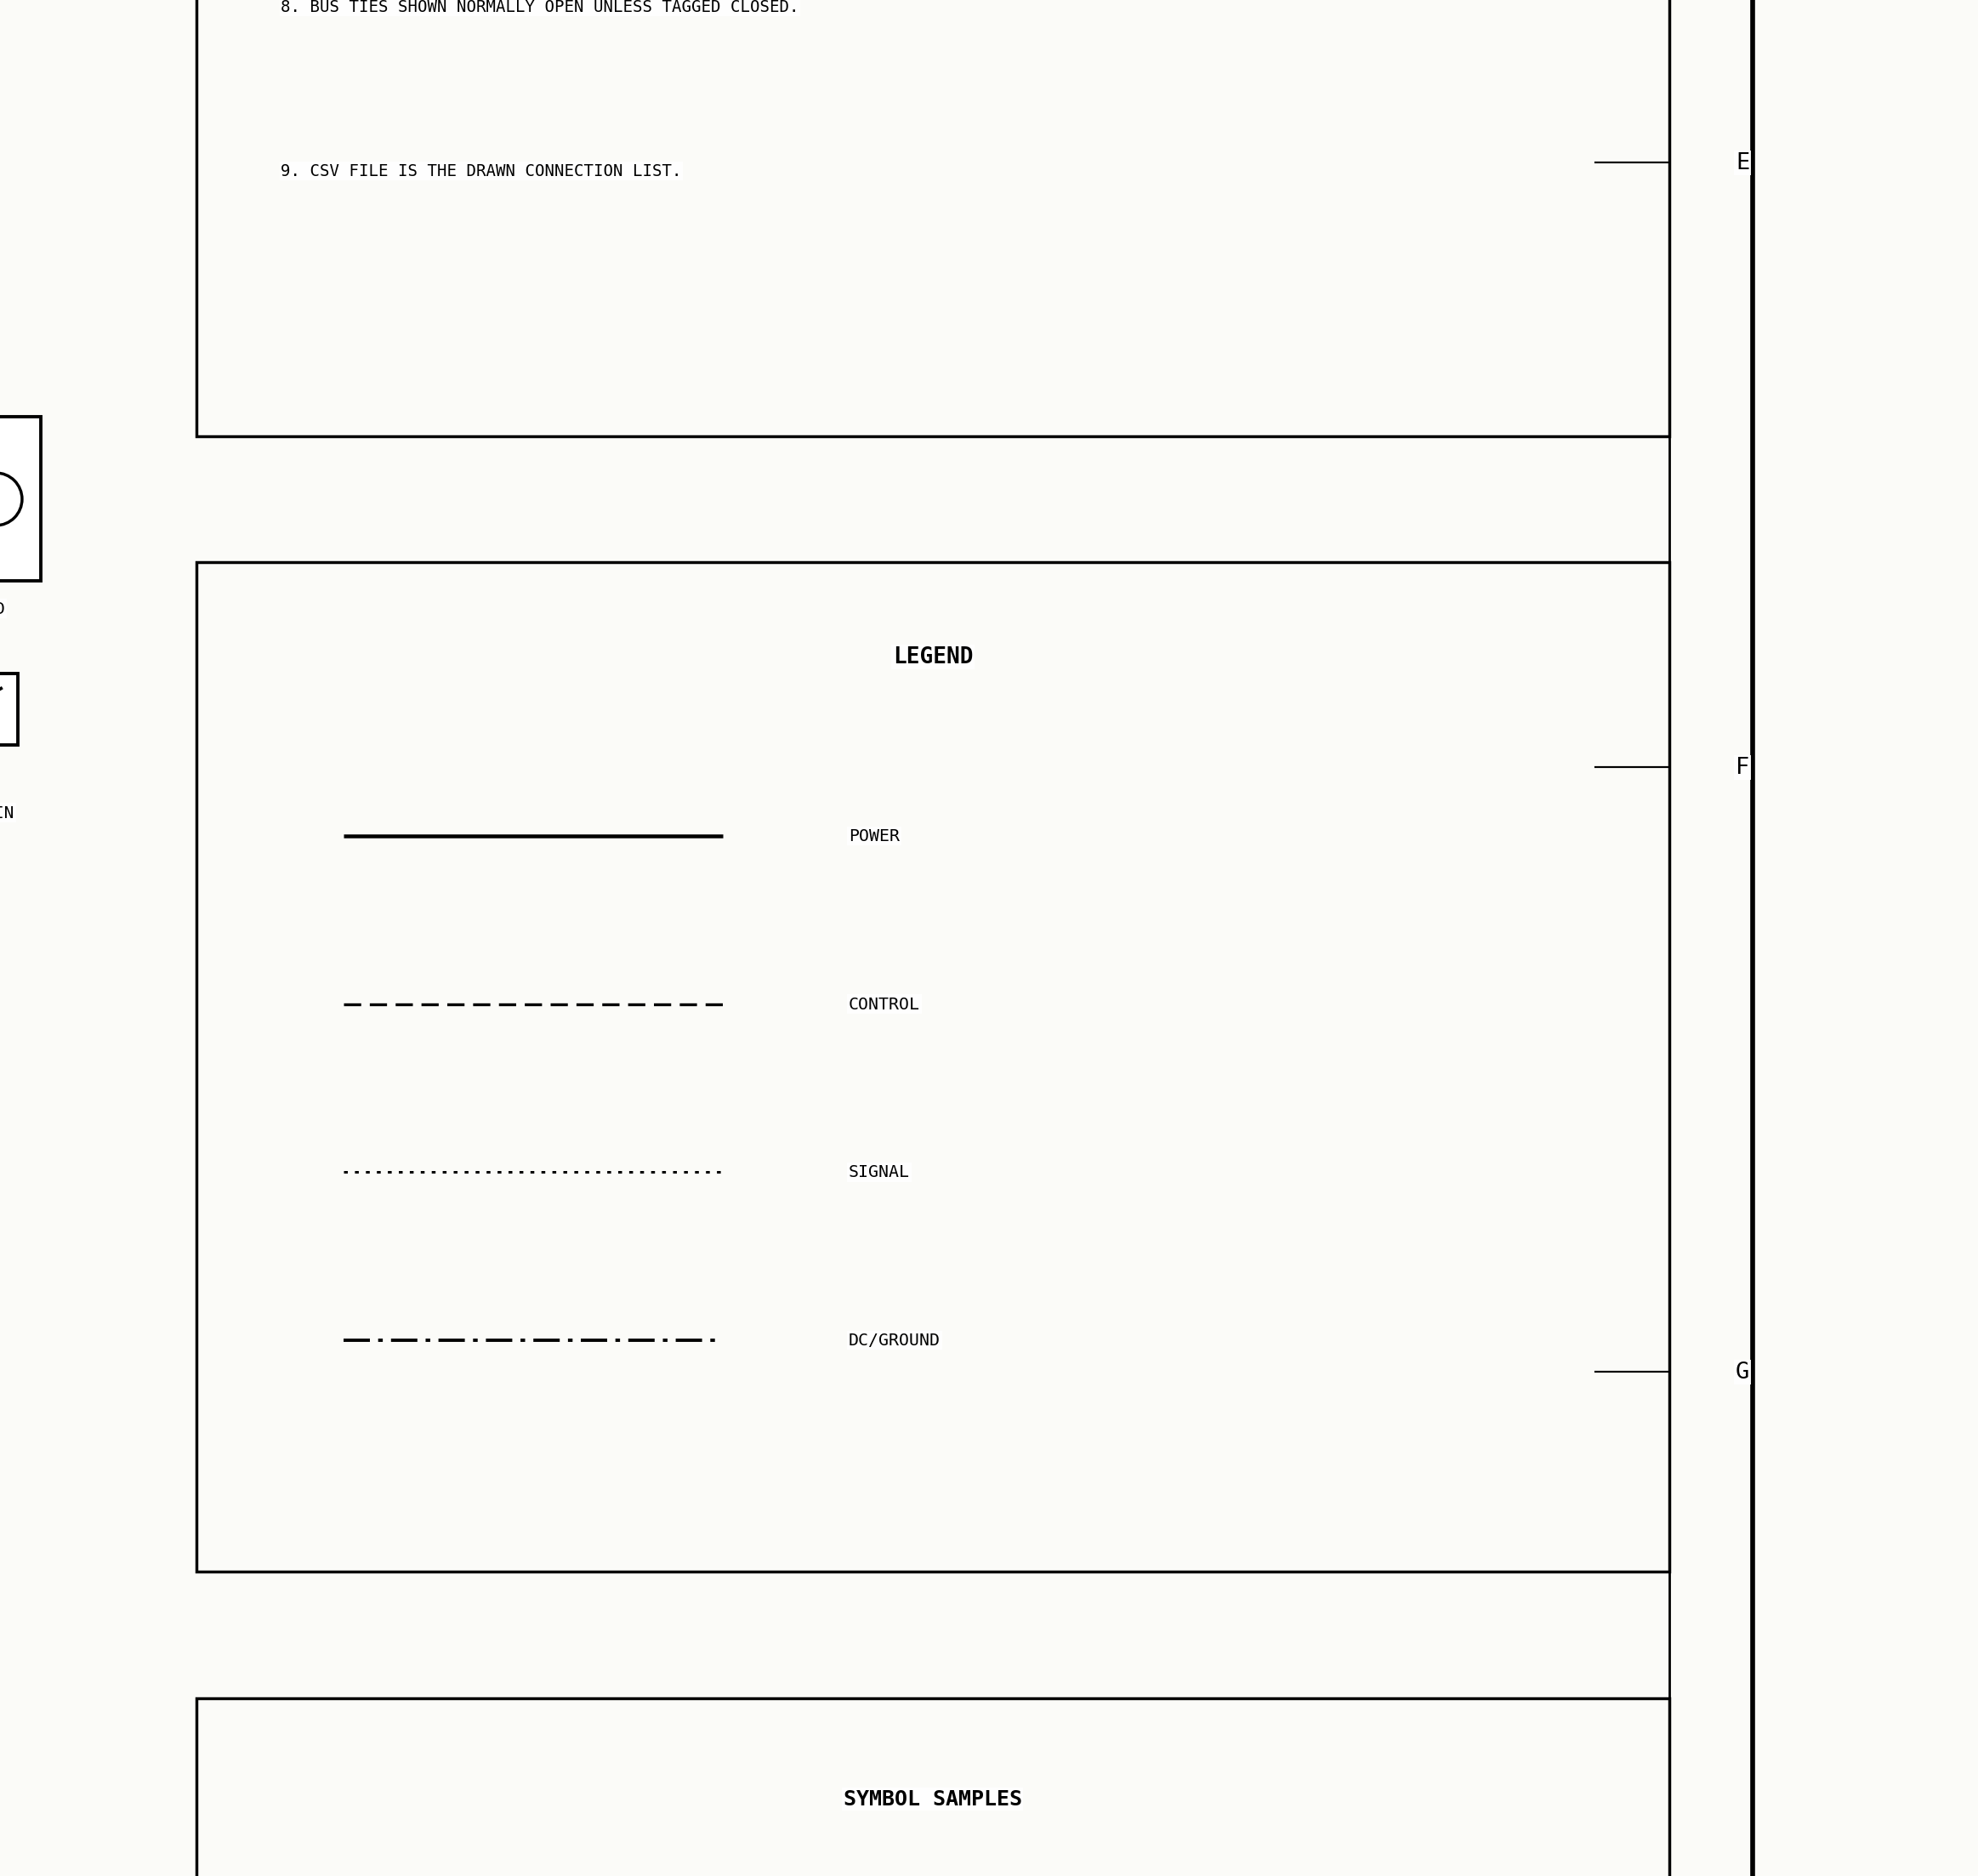 8. BUS TIES SHOWN NORMALLY OPEN UNLESS TAGGED CLOSED.
9. CSV FILE IS THE DRAWN CONNECTION LIST.
E
LEGEND
F
POWER
CONTROL
SIGNAL
DC/GROUND
G
SYMBOL SAMPLES